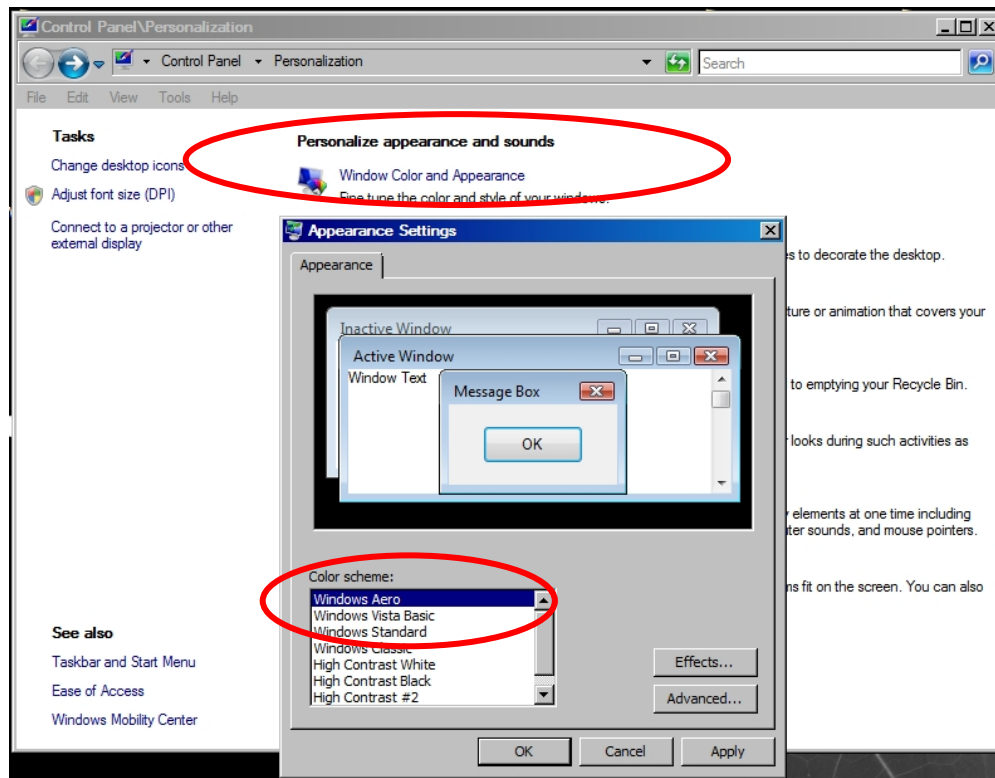 Control Panel\Personalization
Control Panel Personalization Search
File Edit View Tools Help
Tasks
Change desktop icons
Adjust font size (DPI)
Connect to a projector or other
external display
See also
Taskbar and Start Menu
Ease of Access
Windows Mobility Center
Personalize appearance and sounds
Window Color and Appearance
Fine tune the color and style of your windows.
to decorate the desktop.
or animation that covers your
to emptying your Recycle Bin.
looks during such activities as
elements at one time including
sounds, and mouse pointers.
fit on the screen. You can also
Appearance Settings
Appearance
Inactive Window
Active Window
Window Text
Message Box
OK
Color scheme:
Windows Aero
Windows Vista Basic
Windows Standard
Windows Classic
High Contrast White
High Contrast Black
High Contrast #2
Effects...
Advanced...
OK Cancel Apply